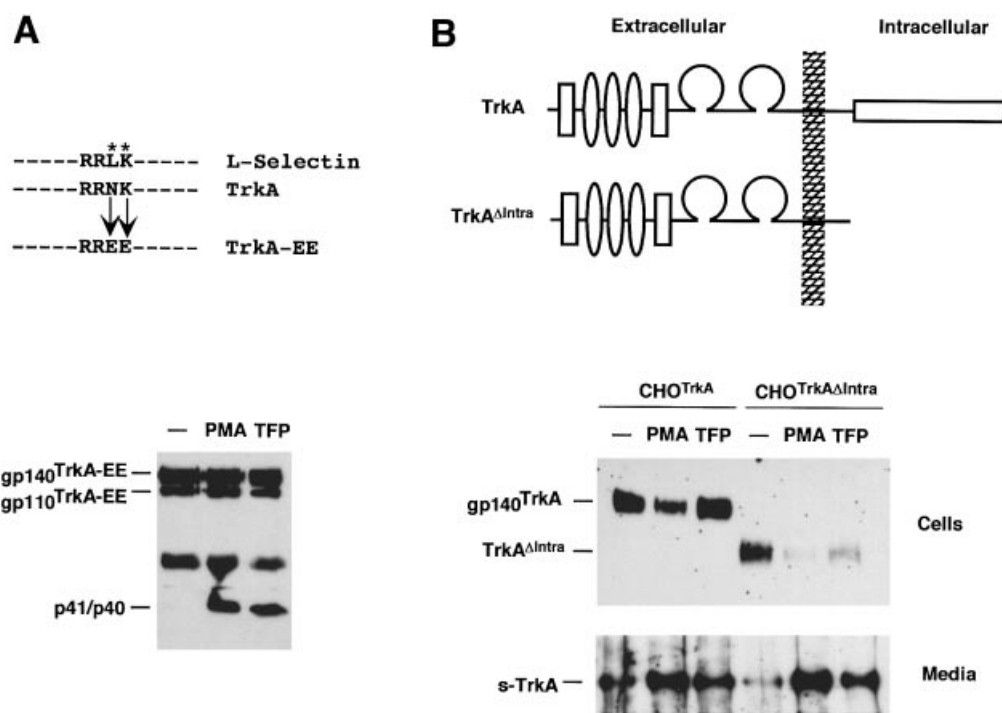 A
**
-----RRLK----- L-Selectin
-----RRNK----- TrkA
-----RREE----- TrkA-EE
— PMA TFP
gp140TrkA-EE
gp110TrkA-EE
p41/p40
B
Extracellular Intracellular
TrkA
TrkAΔIntra
CHOTrkA CHOTrkAΔIntra
— PMA TFP — PMA TFP
gp140TrkA
TrkAΔIntra
Cells
s-TrkA
Media